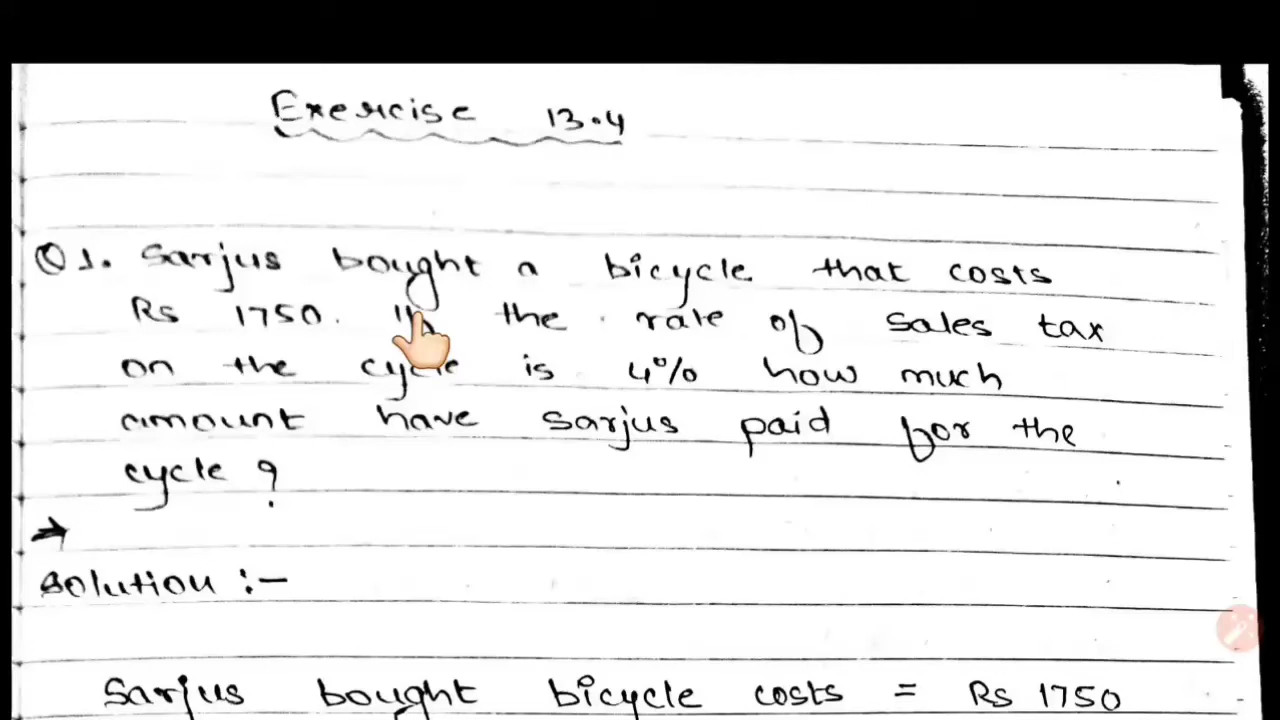 Exercise 13.4
Q1. Sarjus bought a bicycle that costs
Rs 1750. the rate of sales tax
on the cycle is 4% how much
amount have Sarjus paid for the
cycle ?
Solution :-
Sarjus bought bicycle costs = Rs 1750